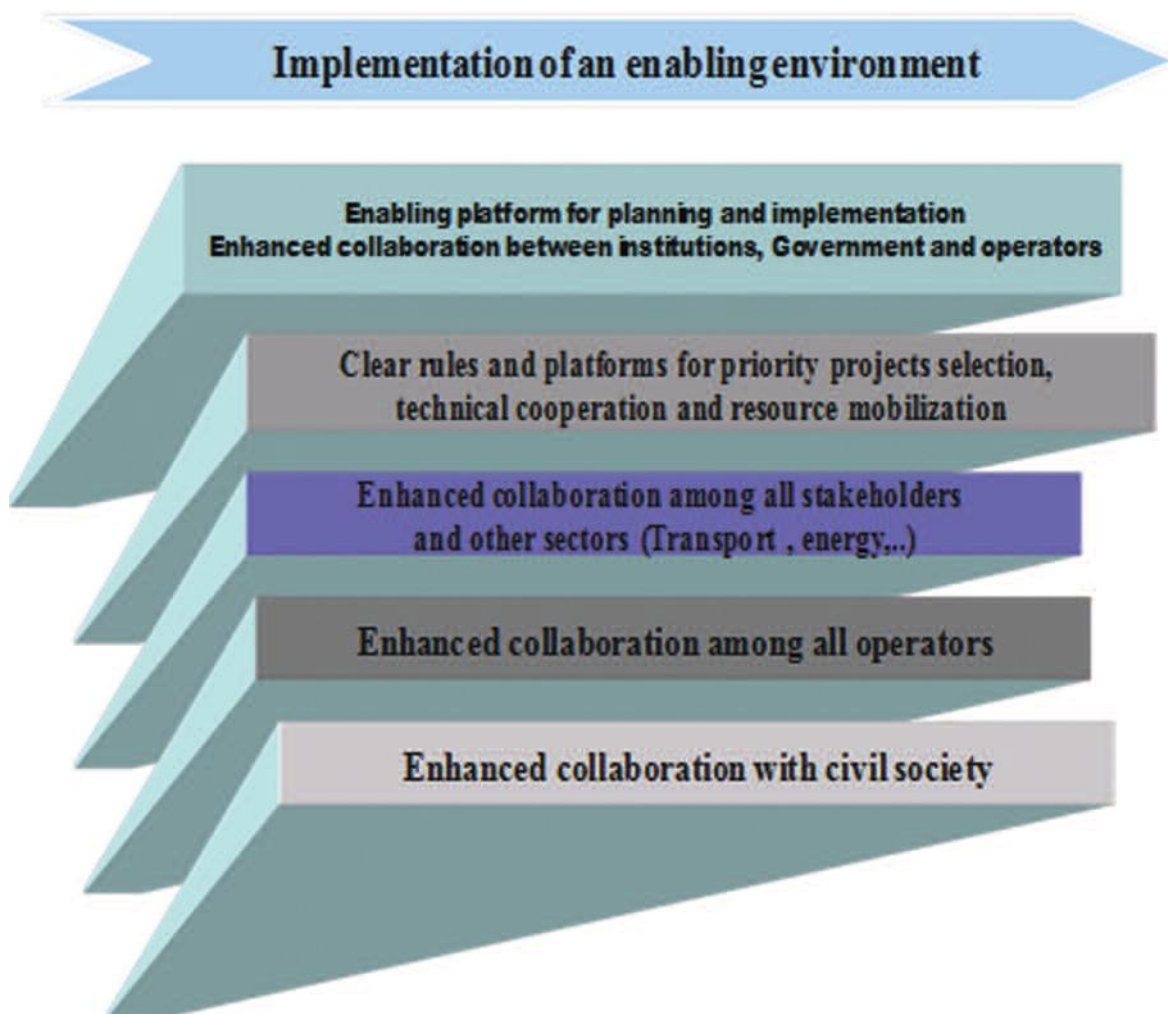 Implementation of an enabling environment
Enabling platform for planning and implementation
Enhanced collaboration between institutions, Government and operators
Clear rules and platforms for priority projects selection,
technical cooperation and resource mobilization
Enhanced collaboration among all stakeholders
and other sectors (Transport , energy,..)
Enhanced collaboration among all operators
Enhanced collaboration with civil society